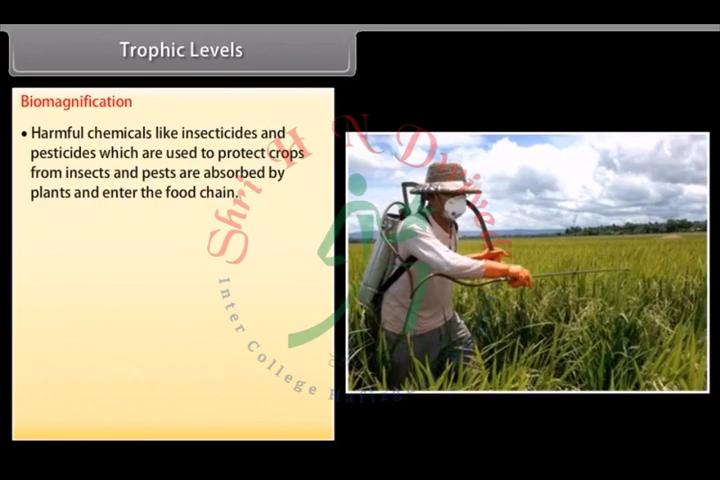 Trophic Levels
Biomagnification
• Harmful chemicals like insecticides and
pesticides which are used to protect crops
from insects and pests are absorbed by
plants and enter the food chain.
Shri H N
Inter College